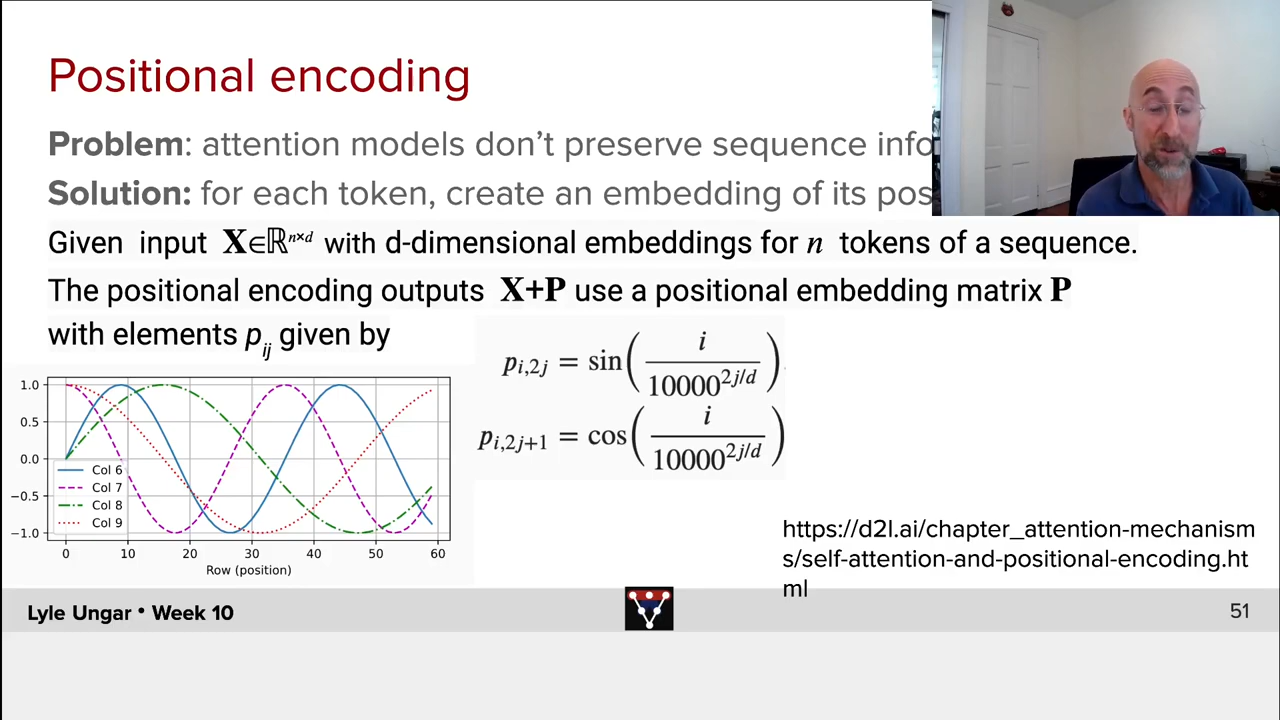 Positional encoding
Problem: attention models don't preserve sequence info
Solution: for each token, create an embedding of its pos
Given input X∈ℝⁿˣᵈ with d-dimensional embeddings for n tokens of a sequence.
The positional encoding outputs X+P use a positional embedding matrix P
with elements p_ij given by
p_{i,2j} = sin(i / 10000^{2j/d})
p_{i,2j+1} = cos(i / 10000^{2j/d})
1.0
0.5
0.0
−0.5
−1.0
Col 6
Col 7
Col 8
Col 9
0 10 20 30 40 50 60
Row (position)
https://d2l.ai/chapter_attention-mechanism
s/self-attention-and-positional-encoding.ht
ml
Lyle Ungar • Week 10
51